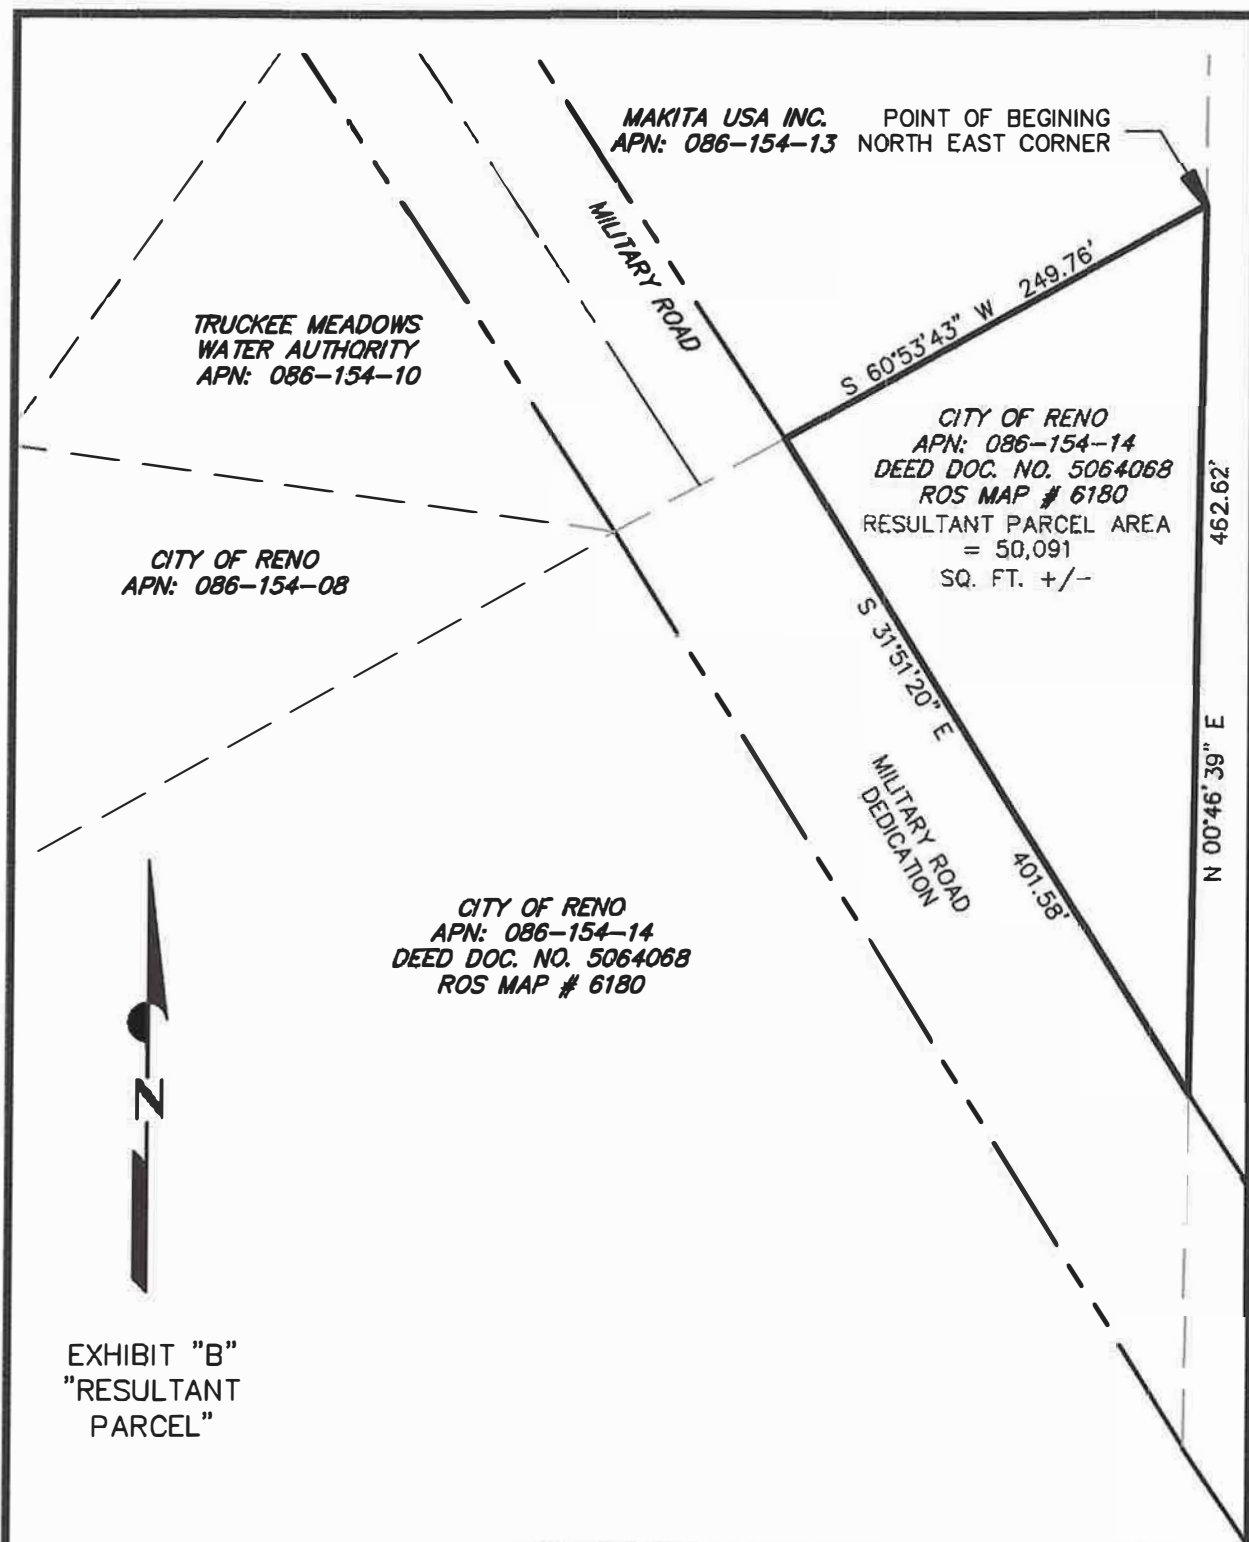 MAKITA USA INC.
APN: 086-154-13
POINT OF BEGINING
NORTH EAST CORNER
MILITARY ROAD
S 60°53'43" W 249.76'
TRUCKEE MEADOWS
WATER AUTHORITY
APN: 086-154-10
CITY OF RENO
APN: 086-154-14
DEED DOC. NO. 5064068
ROS MAP # 6180
RESULTANT PARCEL AREA
= 50,091
SQ. FT. +/-
462.62'
N 00°46'39" E
CITY OF RENO
APN: 086-154-08
S 31°51'20" E
401.58'
MILITARY ROAD
DEDICATION
CITY OF RENO
APN: 086-154-14
DEED DOC. NO. 5064068
ROS MAP # 6180
N
EXHIBIT "B"
"RESULTANT
PARCEL"